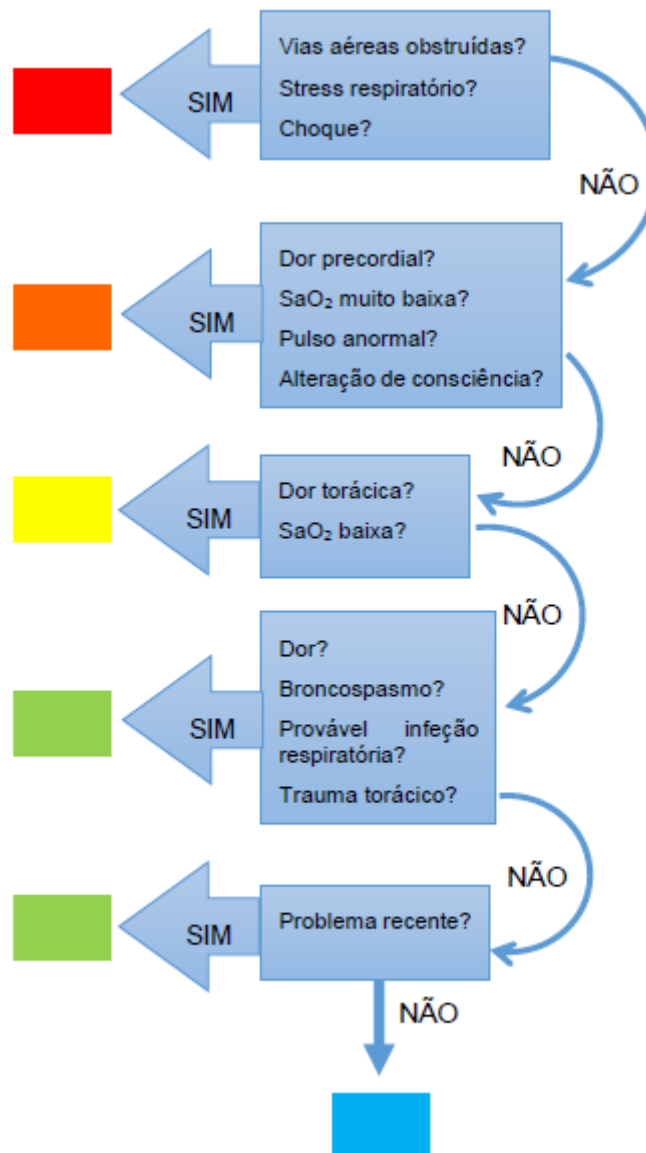 Vias aéreas obstruídas?
Stress respiratório?
Choque?
SIM
NÃO
Dor precordial?
SaO₂ muito baixa?
Pulso anormal?
Alteração de consciência?
SIM
NÃO
Dor torácica?
SaO₂ baixa?
SIM
NÃO
Dor?
Broncospasmo?
Provável infeção
respiratória?
Trauma torácico?
SIM
NÃO
Problema recente?
SIM
NÃO